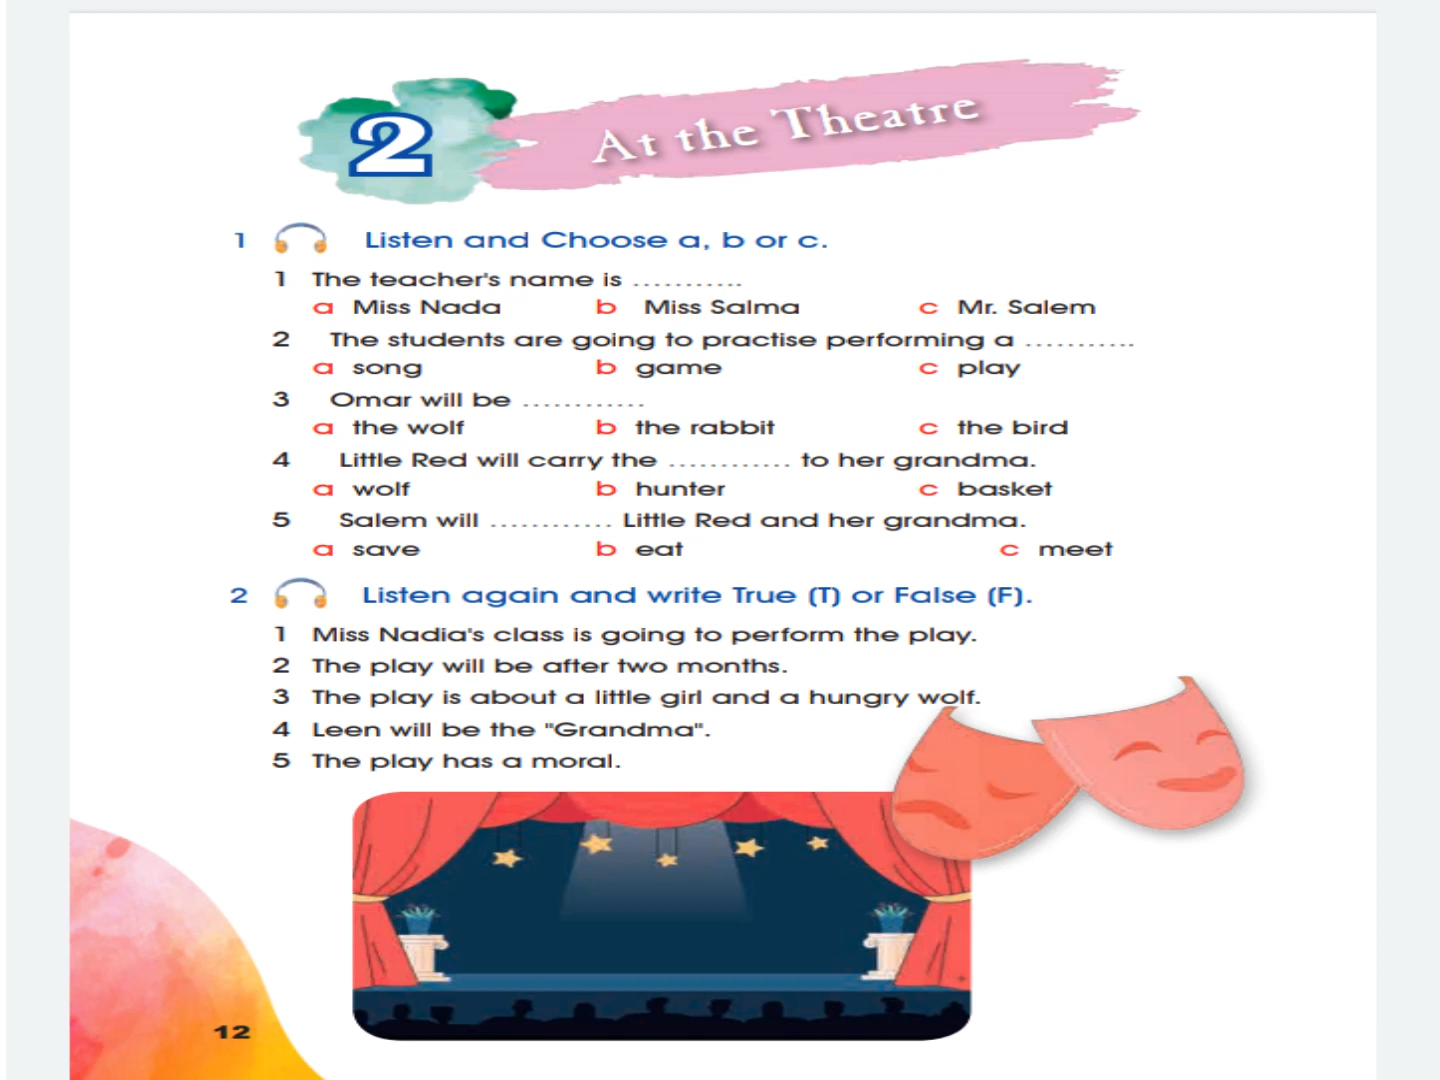 2
At the Theatre
1 Listen and Choose a, b or c.
1 The teacher's name is ...........
a Miss Nada b Miss Salma c Mr. Salem
2 The students are going to practise performing a ...........
a song b game c play
3 Omar will be ............
a the wolf b the rabbit c the bird
4 Little Red will carry the ............ to her grandma.
a wolf b hunter c basket
5 Salem will ............ Little Red and her grandma.
a save b eat c meet
2 Listen again and write True (T) or False (F).
1 Miss Nadia's class is going to perform the play.
2 The play will be after two months.
3 The play is about a little girl and a hungry wolf.
4 Leen will be the "Grandma".
5 The play has a moral.
12